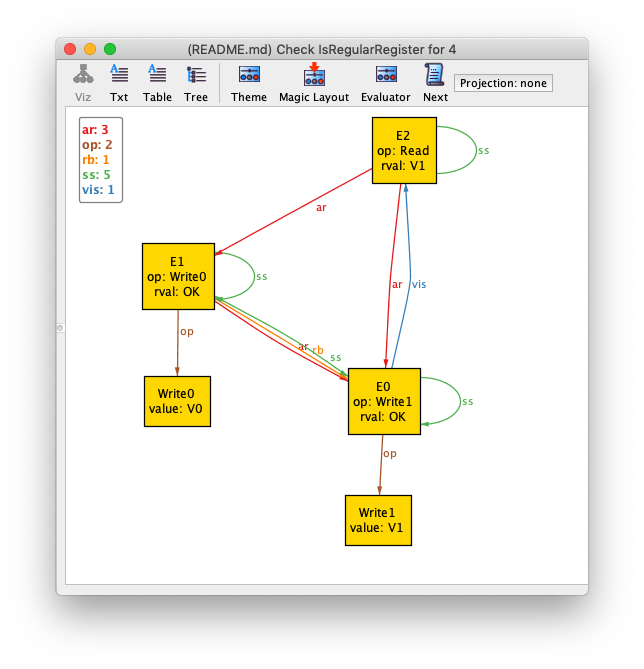 (README.md) Check IsRegularRegister for 4
Viz
Txt
Table
Tree
Theme
Magic Layout
Evaluator
Next
Projection: none
ar: 3
op: 2
rb: 1
ss: 5
vis: 1
E2
op: Read
rval: V1
ss
ar
E1
op: Write0
rval: OK
ss
ar
vis
op
ar
rb
ss
Write0
value: V0
E0
op: Write1
rval: OK
ss
op
Write1
value: V1